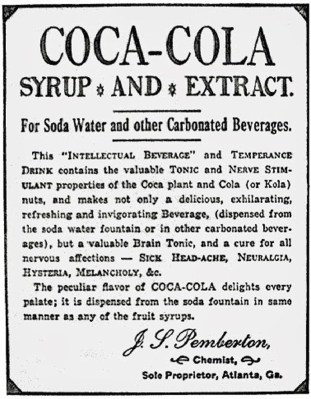 COCA-COLA
SYRUP * AND * EXTRACT.
For Soda Water and other Carbonated Beverages.
This "INTELLECTUAL BEVERAGE" and TEMPERANCE
DRINK contains the valuable TONIC and NERVE STIM-
ULANT properties of the Coca plant and Cola (or Kola)
nuts, and makes not only a delicious, exhilarating,
refreshing and invigorating Beverage, (dispensed from
the soda water fountain or in other carbonated bever-
ages), but a valuable Brain Tonic, and a cure for all
nervous affections — SICK HEAD-ACHE, NEURALGIA,
HYSTERIA, MELANCHOLY, &c.
The peculiar flavor of COCA-COLA delights every
palate; it is dispensed from the soda fountain in same
manner as any of the fruit syrups.
J. S. Pemberton,
Chemist,
Sole Proprietor, Atlanta, Ga.